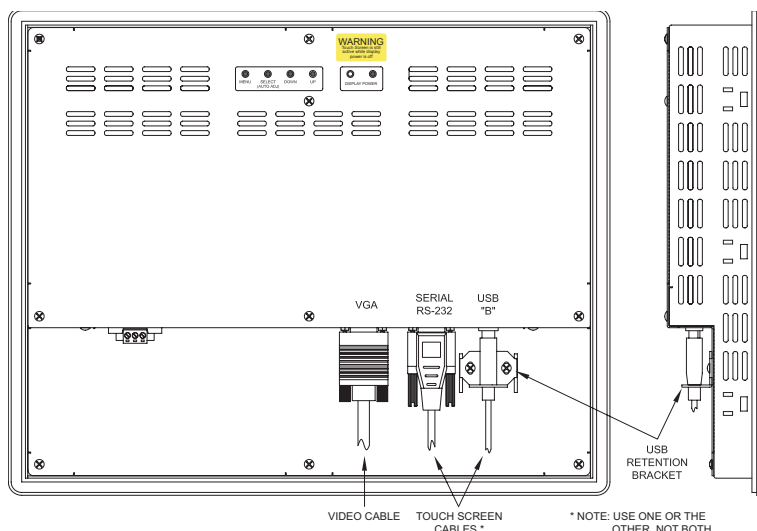 WARNING
Touch Screen is still
active while display
power is off.
MENU
SELECT
(AUTO ADJ)
DOWN
UP
DISPLAY POWER
VGA
SERIAL
RS-232
USB
"B"
USB
RETENTION
BRACKET
VIDEO CABLE
TOUCH SCREEN
CABLES *
* NOTE: USE ONE OR THE
OTHER, NOT BOTH